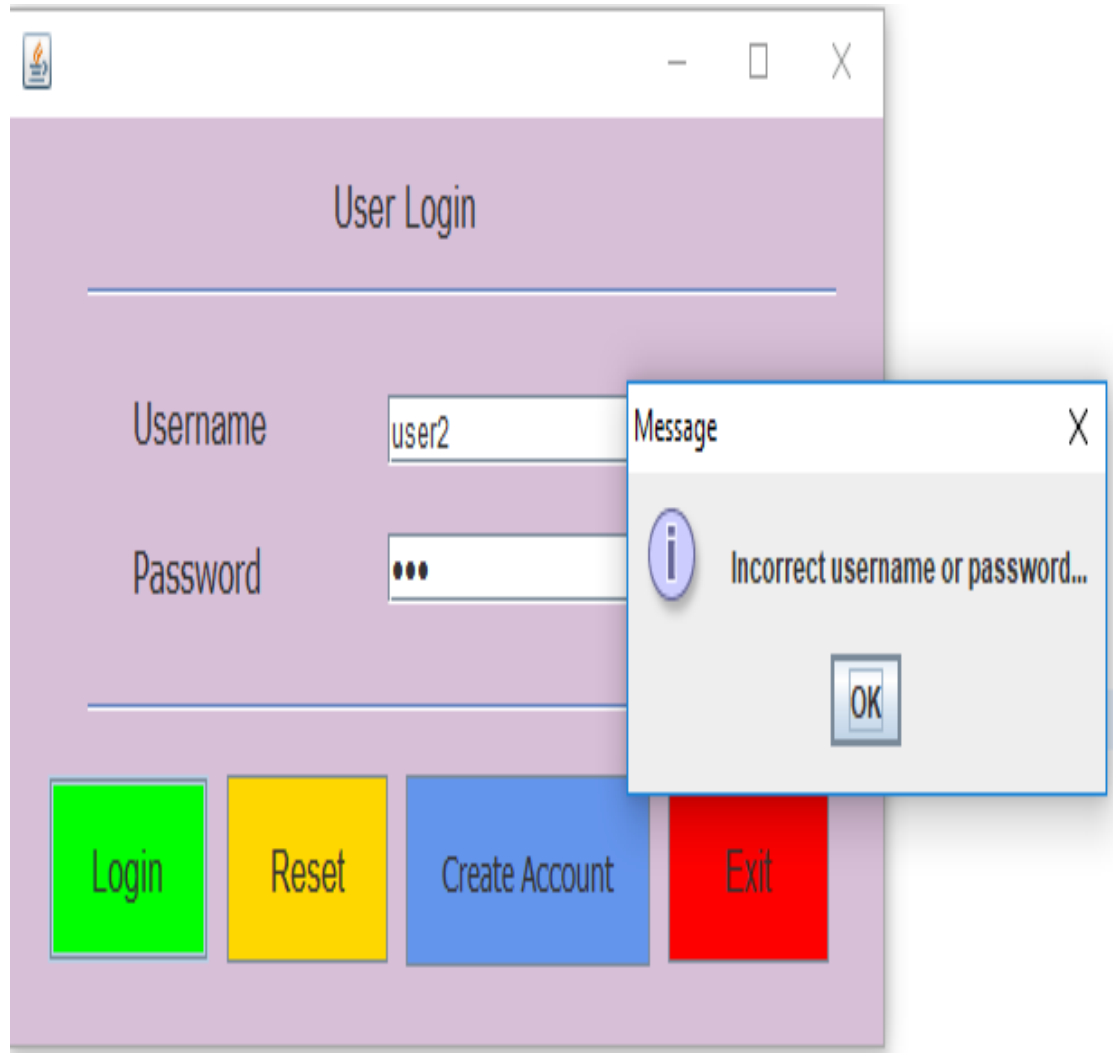 User Login
Username
user2
Password
•••
Message
Incorrect username or password...
OK
Login
Reset
Create Account
Exit